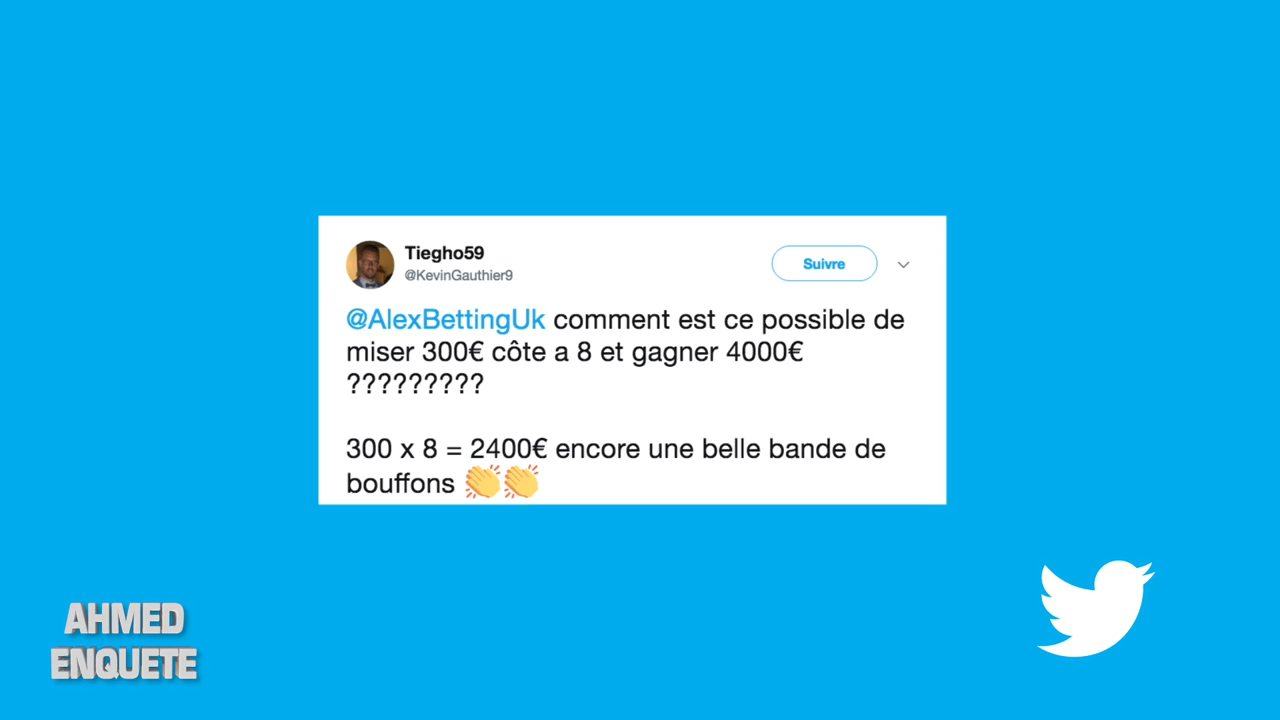 Tiegho59
@KevinGauthier9
Suivre
@AlexBettingUk comment est ce possible de
miser 300€ côte a 8 et gagner 4000€
?????????
300 x 8 = 2400€ encore une belle bande de
bouffons 👏👏
AHMED
ENQUETE